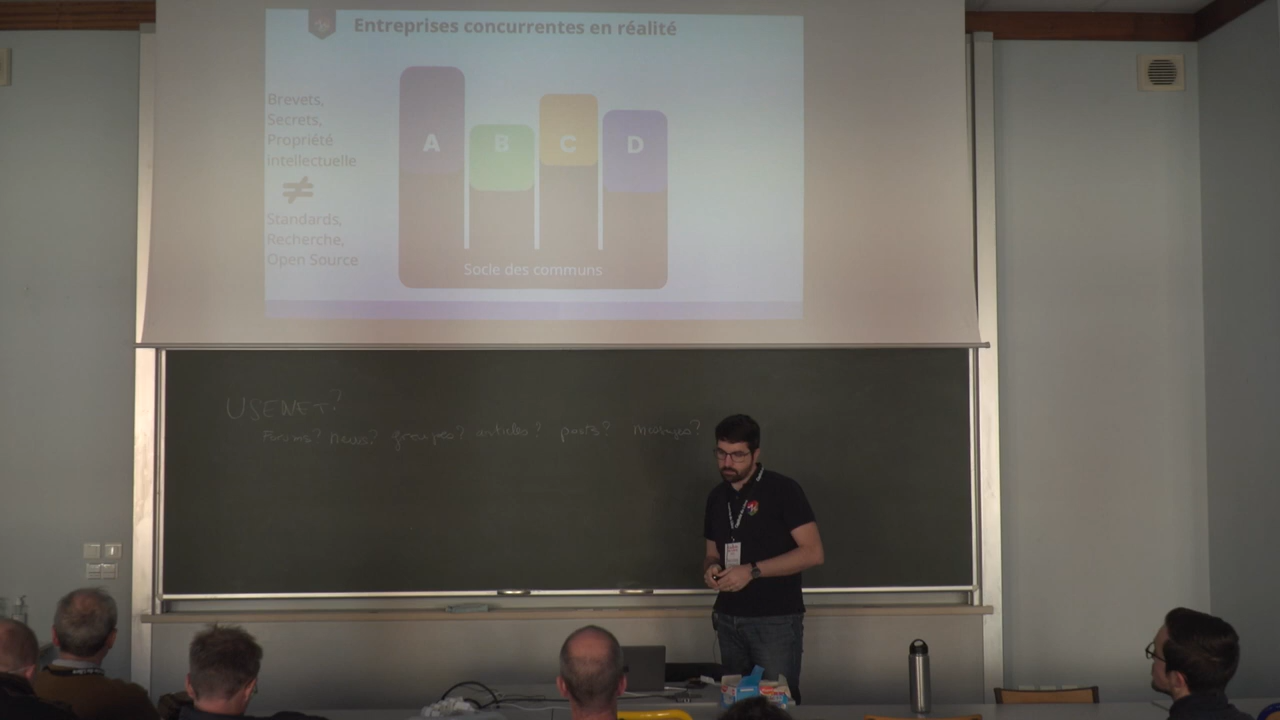 Entreprises concurrentes en réalité
Brevets,
Secrets,
Propriété
intellectuelle
≠
Standards,
Recherche,
Open Source
A B C D
Socle des communs
USENET?
Forums? news? groupes? articles? posts? messages?